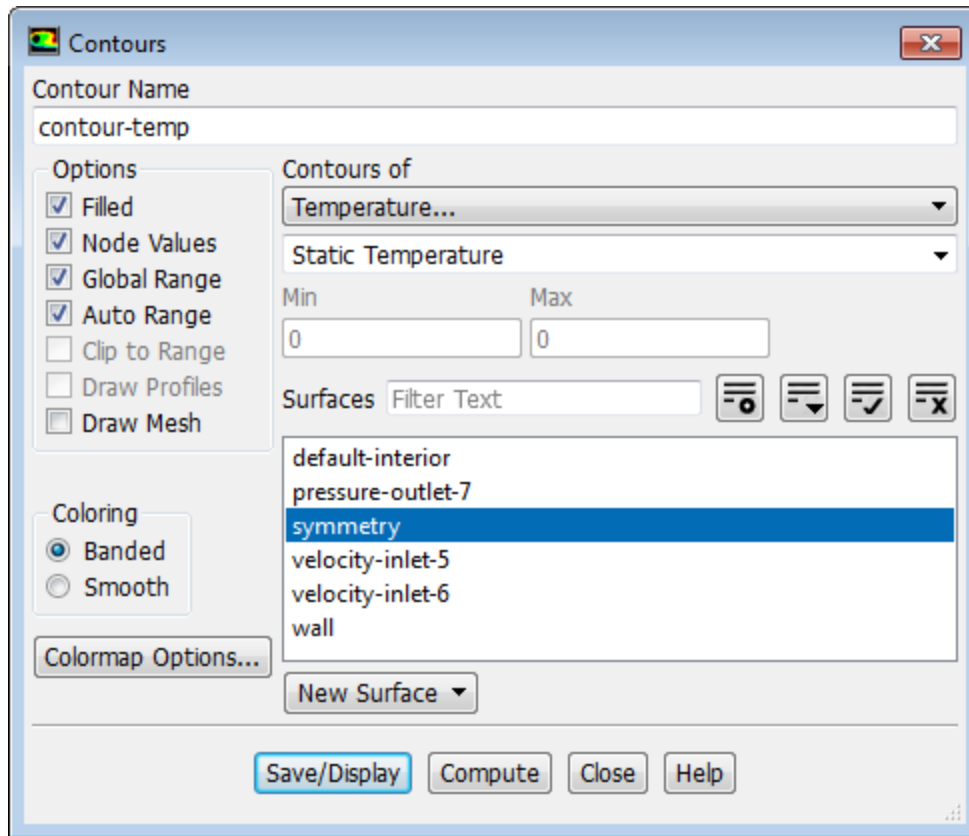 Contours
Contour Name
contour-temp
Options
Filled
Node Values
Global Range
Auto Range
Clip to Range
Draw Profiles
Draw Mesh
Coloring
Banded
Smooth
Colormap Options...
Contours of
Temperature...
Static Temperature
Min Max
0 0
Surfaces Filter Text
default-interior
pressure-outlet-7
symmetry
velocity-inlet-5
velocity-inlet-6
wall
New Surface
Save/Display Compute Close Help